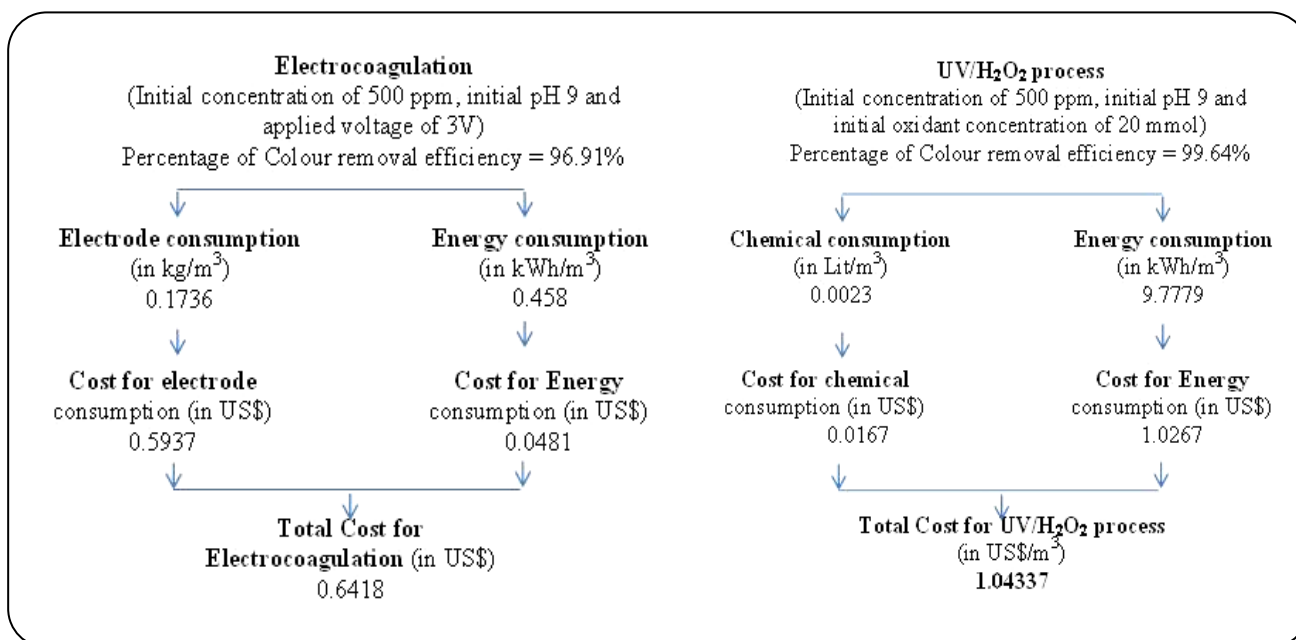 Electrocoagulation
(Initial concentration of 500 ppm, initial pH 9 and
applied voltage of 3V)
Percentage of Colour removal efficiency = 96.91%
Electrode consumption
(in kg/m³)
0.1736
Energy consumption
(in kWh/m³)
0.458
Cost for electrode
consumption (in US$)
0.5937
Cost for Energy
consumption (in US$)
0.0481
Total Cost for
Electrocoagulation (in US$)
0.6418
UV/H₂O₂ process
(Initial concentration of 500 ppm, initial pH 9 and
initial oxidant concentration of 20 mmol)
Percentage of Colour removal efficiency = 99.64%
Chemical consumption
(in Lit/m³)
0.0023
Energy consumption
(in kWh/m³)
9.7779
Cost for chemical
consumption (in US$)
0.0167
Cost for Energy
consumption (in US$)
1.0267
Total Cost for UV/H₂O₂ process
(in US$/m³)
1.04337